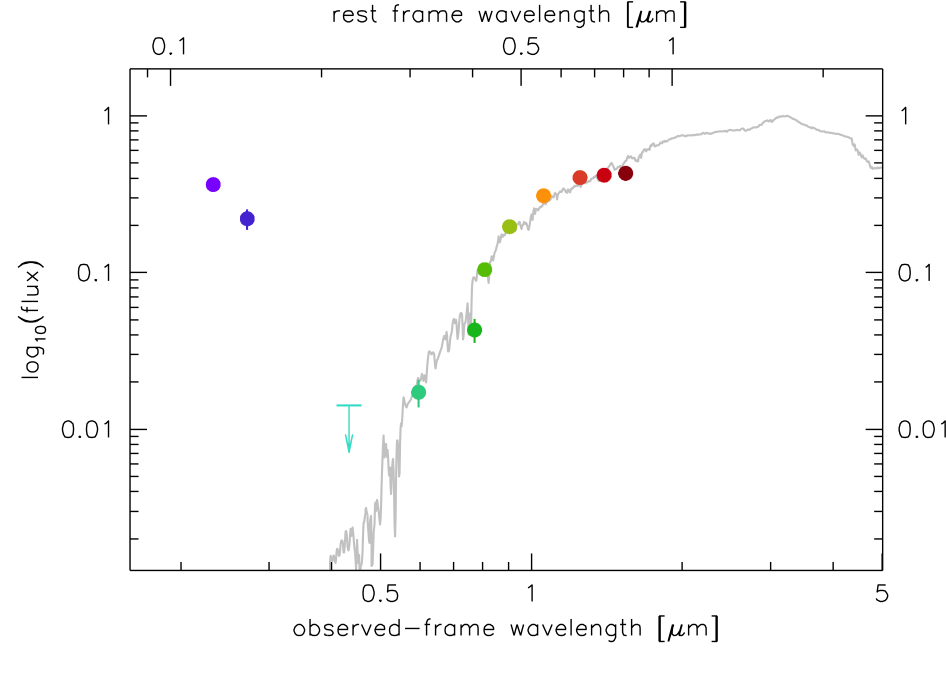 rest frame wavelength [μm]
0.1 0.5 1
1 1
0.1 0.1
0.01 0.01
log10(flux)
0.5 1 5
observed-frame wavelength [μm]